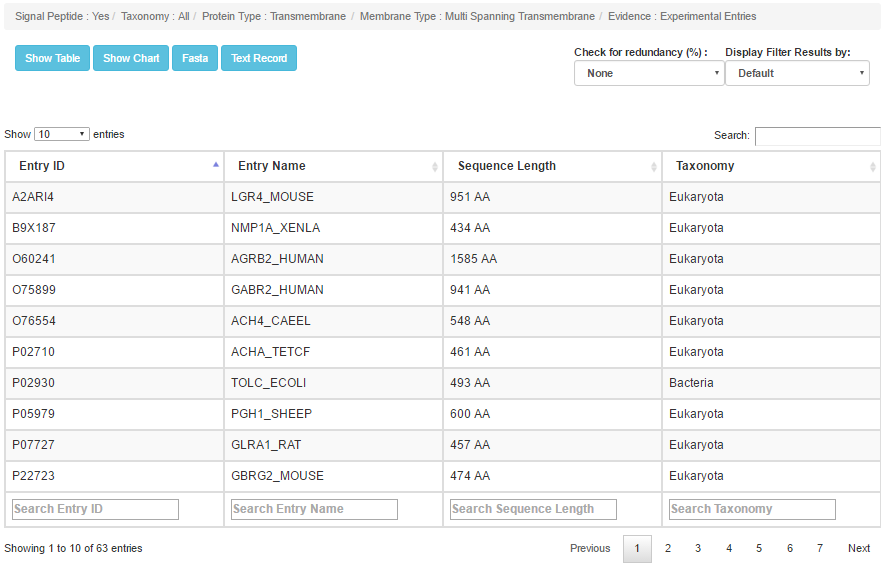 Signal Peptide : Yes / Taxonomy : All / Protein Type : Transmembrane / Membrane Type : Multi Spanning Transmembrane / Evidence : Experimental Entries
Show Table Show Chart Fasta Text Record
Check for redundancy (%) : Display Filter Results by:
None Default
Show 10 entries Search:
Entry ID Entry Name Sequence Length Taxonomy
A2ARI4 LGR4_MOUSE 951 AA Eukaryota
B9X187 NMP1A_XENLA 434 AA Eukaryota
O60241 AGRB2_HUMAN 1585 AA Eukaryota
O75899 GABR2_HUMAN 941 AA Eukaryota
O76554 ACH4_CAEEL 548 AA Eukaryota
P02710 ACHA_TETCF 461 AA Eukaryota
P02930 TOLC_ECOLI 493 AA Bacteria
P05979 PGH1_SHEEP 600 AA Eukaryota
P07727 GLRA1_RAT 457 AA Eukaryota
P22723 GBRG2_MOUSE 474 AA Eukaryota
Search Entry ID Search Entry Name Search Sequence Length Search Taxonomy
Showing 1 to 10 of 63 entries Previous 1 2 3 4 5 6 7 Next